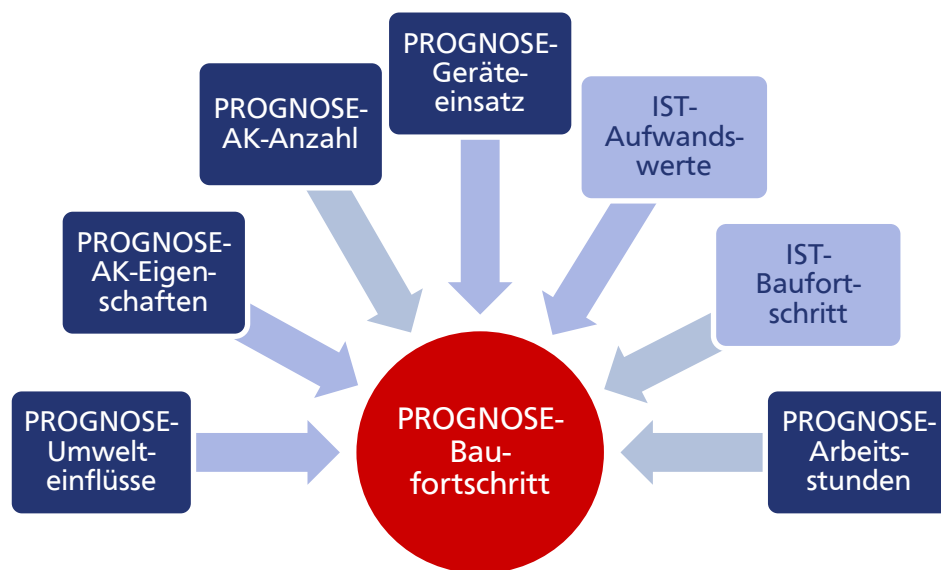 PROGNOSE-
Geräte-
einsatz
PROGNOSE-
AK-Anzahl
IST-
Aufwands-
werte
PROGNOSE-
AK-Eigen-
schaften
IST-
Baufort-
schritt
PROGNOSE-
Umwelt-
einflüsse
PROGNOSE-
Bau-
fortschritt
PROGNOSE-
Arbeits-
stunden